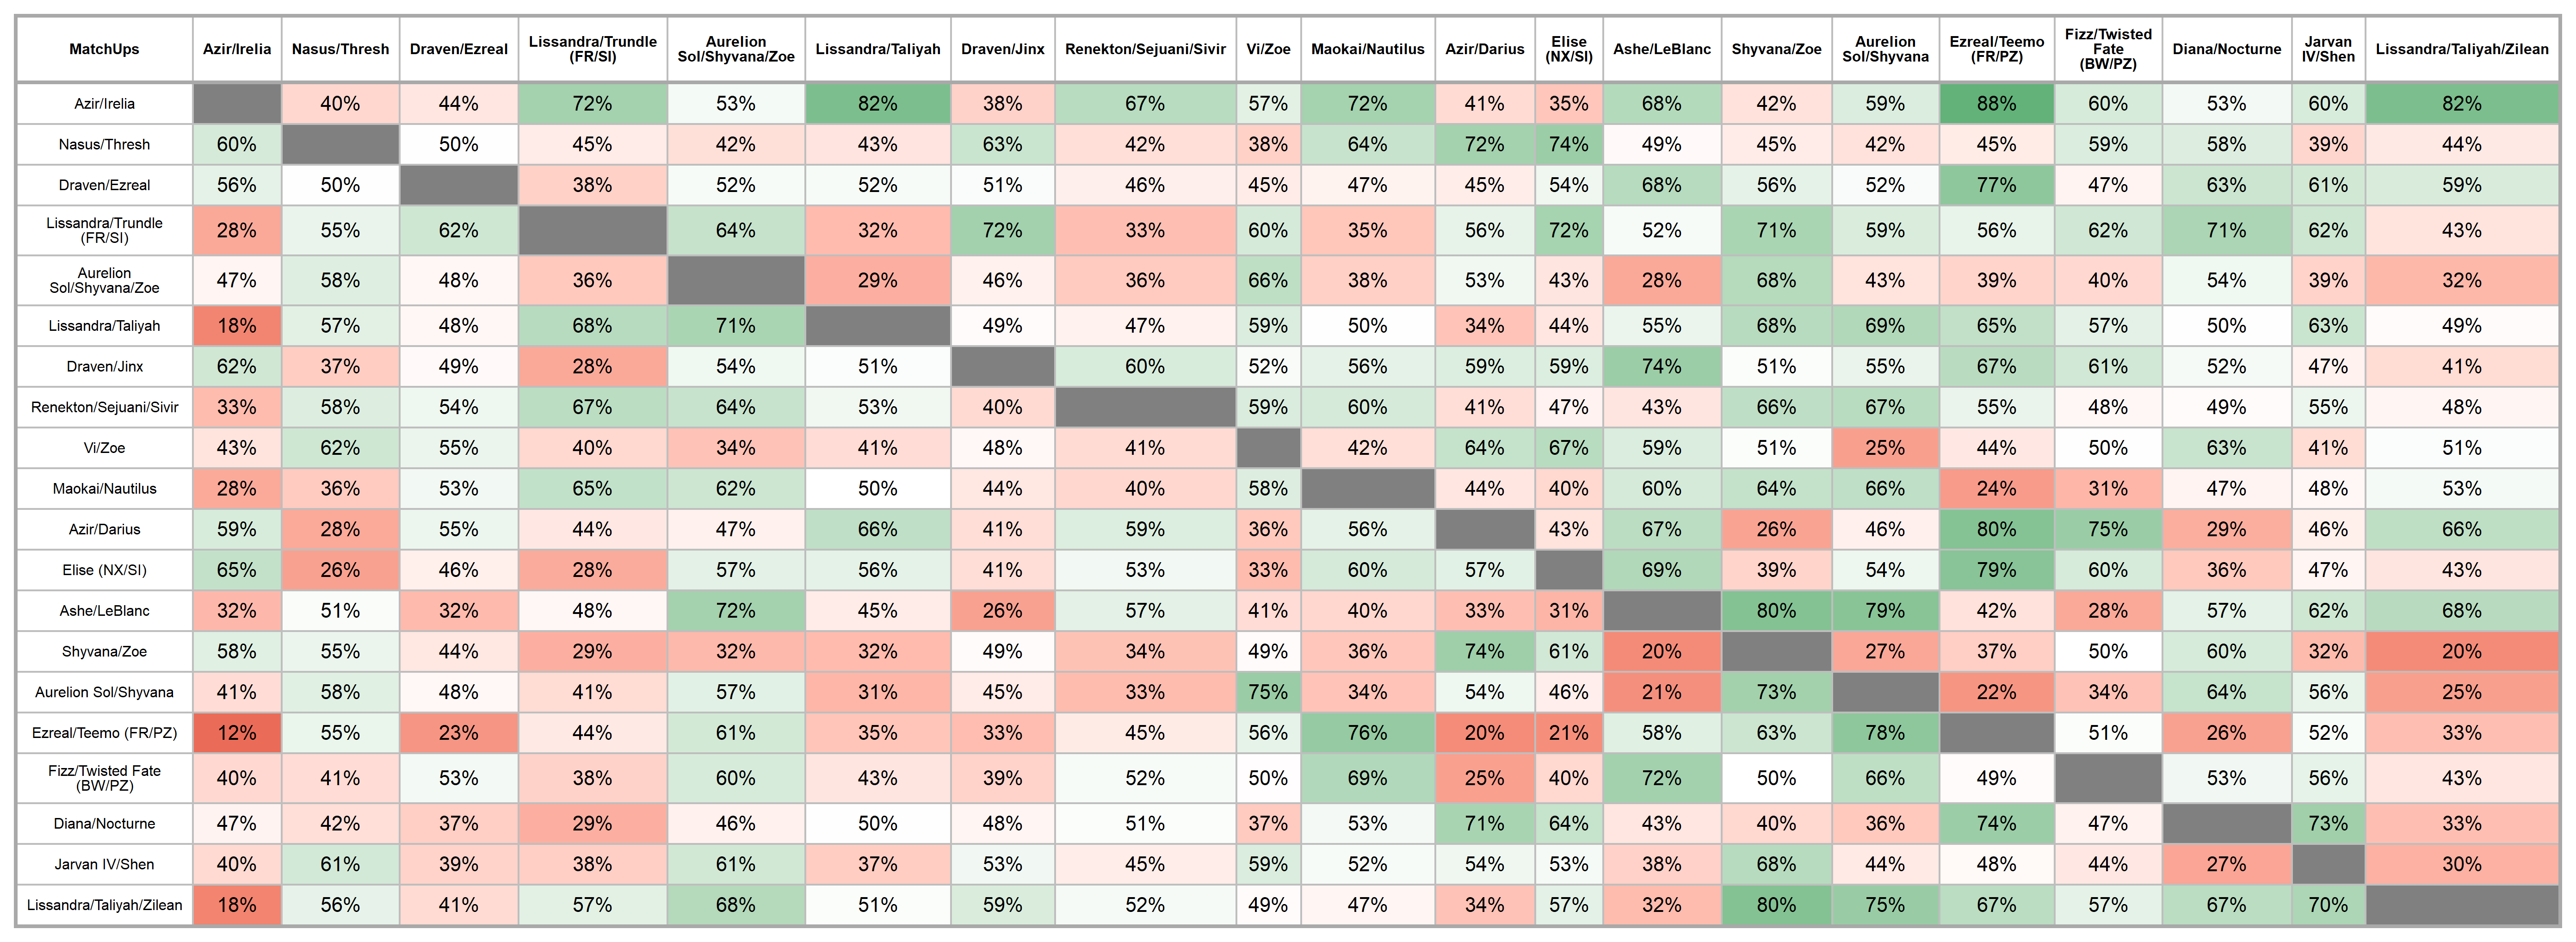 MatchUps Azir/Irelia Nasus/Thresh Draven/Ezreal Lissandra/Trundle (FR/SI) Aurelion Sol/Shyvana/Zoe Lissandra/Taliyah Draven/Jinx Renekton/Sejuani/Sivir Vi/Zoe Maokai/Nautilus Azir/Darius Elise (NX/SI) Ashe/LeBlanc Shyvana/Zoe Aurelion Sol/Shyvana Ezreal/Teemo (FR/PZ) Fizz/Twisted Fate (BW/PZ) Diana/Nocturne Jarvan IV/Shen Lissandra/Taliyah/Zilean
Azir/Irelia 40% 44% 72% 53% 82% 38% 67% 57% 72% 41% 35% 68% 42% 59% 88% 60% 53% 60% 82%
Nasus/Thresh 60% 50% 45% 42% 43% 63% 42% 38% 64% 72% 74% 49% 45% 42% 45% 59% 58% 39% 44%
Draven/Ezreal 56% 50% 38% 52% 52% 51% 46% 45% 47% 45% 54% 68% 56% 52% 77% 47% 63% 61% 59%
Lissandra/Trundle (FR/SI) 28% 55% 62% 64% 32% 72% 33% 60% 35% 56% 72% 52% 71% 59% 56% 62% 71% 62% 43%
Aurelion Sol/Shyvana/Zoe 47% 58% 48% 36% 29% 46% 36% 66% 38% 53% 43% 28% 68% 43% 39% 40% 54% 39% 32%
Lissandra/Taliyah 18% 57% 48% 68% 71% 49% 47% 59% 50% 34% 44% 55% 68% 69% 65% 57% 50% 63% 49%
Draven/Jinx 62% 37% 49% 28% 54% 51% 60% 52% 56% 59% 59% 74% 51% 55% 67% 61% 52% 47% 41%
Renekton/Sejuani/Sivir 33% 58% 54% 67% 64% 53% 40% 59% 60% 41% 47% 43% 66% 67% 55% 48% 49% 55% 48%
Vi/Zoe 43% 62% 55% 40% 34% 41% 48% 41% 42% 64% 67% 59% 51% 25% 44% 50% 63% 41% 51%
Maokai/Nautilus 28% 36% 53% 65% 62% 50% 44% 40% 58% 44% 40% 60% 64% 66% 24% 31% 47% 48% 53%
Azir/Darius 59% 28% 55% 44% 47% 66% 41% 59% 36% 56% 43% 67% 26% 46% 80% 75% 29% 46% 66%
Elise (NX/SI) 65% 26% 46% 28% 57% 56% 41% 53% 33% 60% 57% 69% 39% 54% 79% 60% 36% 47% 43%
Ashe/LeBlanc 32% 51% 32% 48% 72% 45% 26% 57% 41% 40% 33% 31% 80% 79% 42% 28% 57% 62% 68%
Shyvana/Zoe 58% 55% 44% 29% 32% 32% 49% 34% 49% 36% 74% 61% 20% 27% 37% 50% 60% 32% 20%
Aurelion Sol/Shyvana 41% 58% 48% 41% 57% 31% 45% 33% 75% 34% 54% 46% 21% 73% 22% 34% 64% 56% 25%
Ezreal/Teemo (FR/PZ) 12% 55% 23% 44% 61% 35% 33% 45% 56% 76% 20% 21% 58% 63% 78% 51% 26% 52% 33%
Fizz/Twisted Fate (BW/PZ) 40% 41% 53% 38% 60% 43% 39% 52% 50% 69% 25% 40% 72% 50% 66% 49% 53% 56% 43%
Diana/Nocturne 47% 42% 37% 29% 46% 50% 48% 51% 37% 53% 71% 64% 43% 40% 36% 74% 47% 73% 33%
Jarvan IV/Shen 40% 61% 39% 38% 61% 37% 53% 45% 59% 52% 54% 53% 38% 68% 44% 48% 44% 27% 30%
Lissandra/Taliyah/Zilean 18% 56% 41% 57% 68% 51% 59% 52% 49% 47% 34% 57% 32% 80% 75% 67% 57% 67% 70%